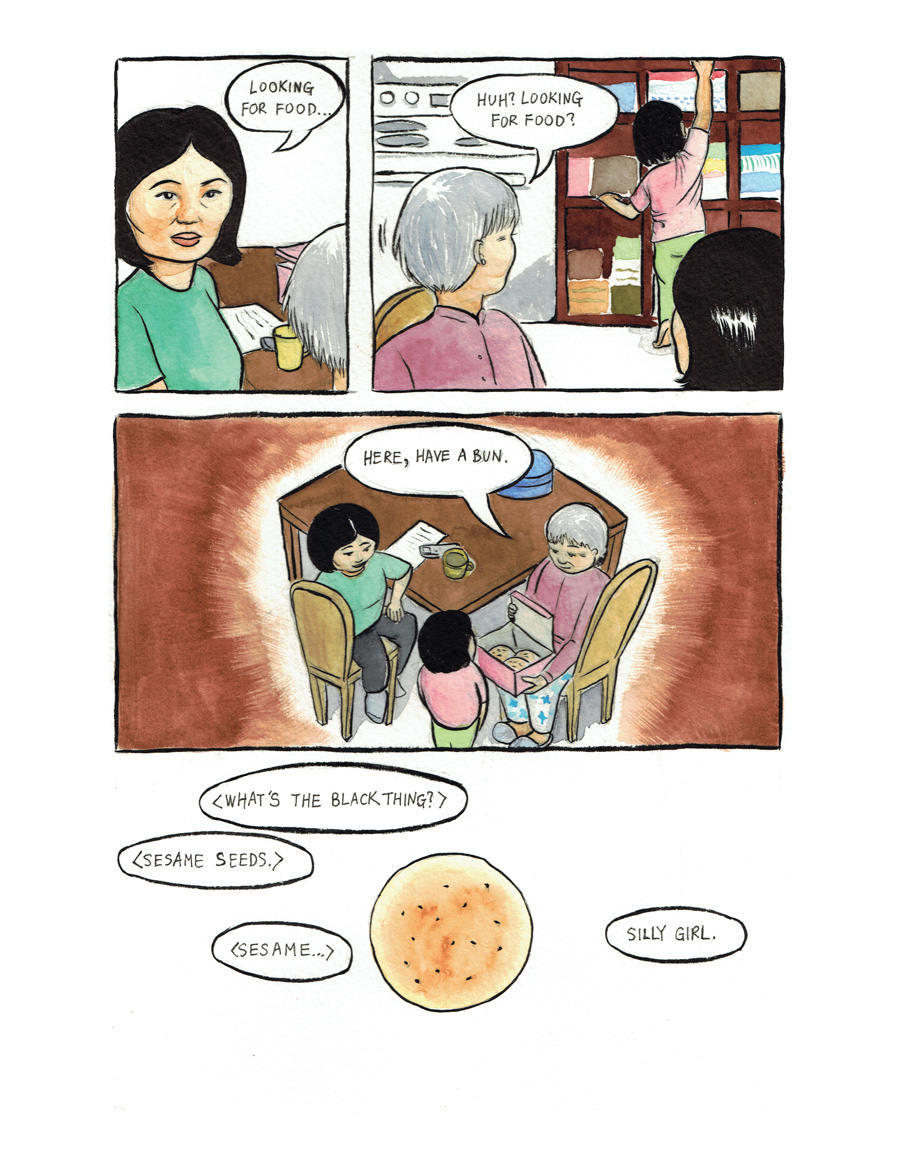 LOOKING
FOR FOOD...
HUH? LOOKING
FOR FOOD?
HERE, HAVE A BUN.
<WHAT'S THE BLACK THING?>
<SESAME SEEDS.>
<SESAME...>
SILLY GIRL.